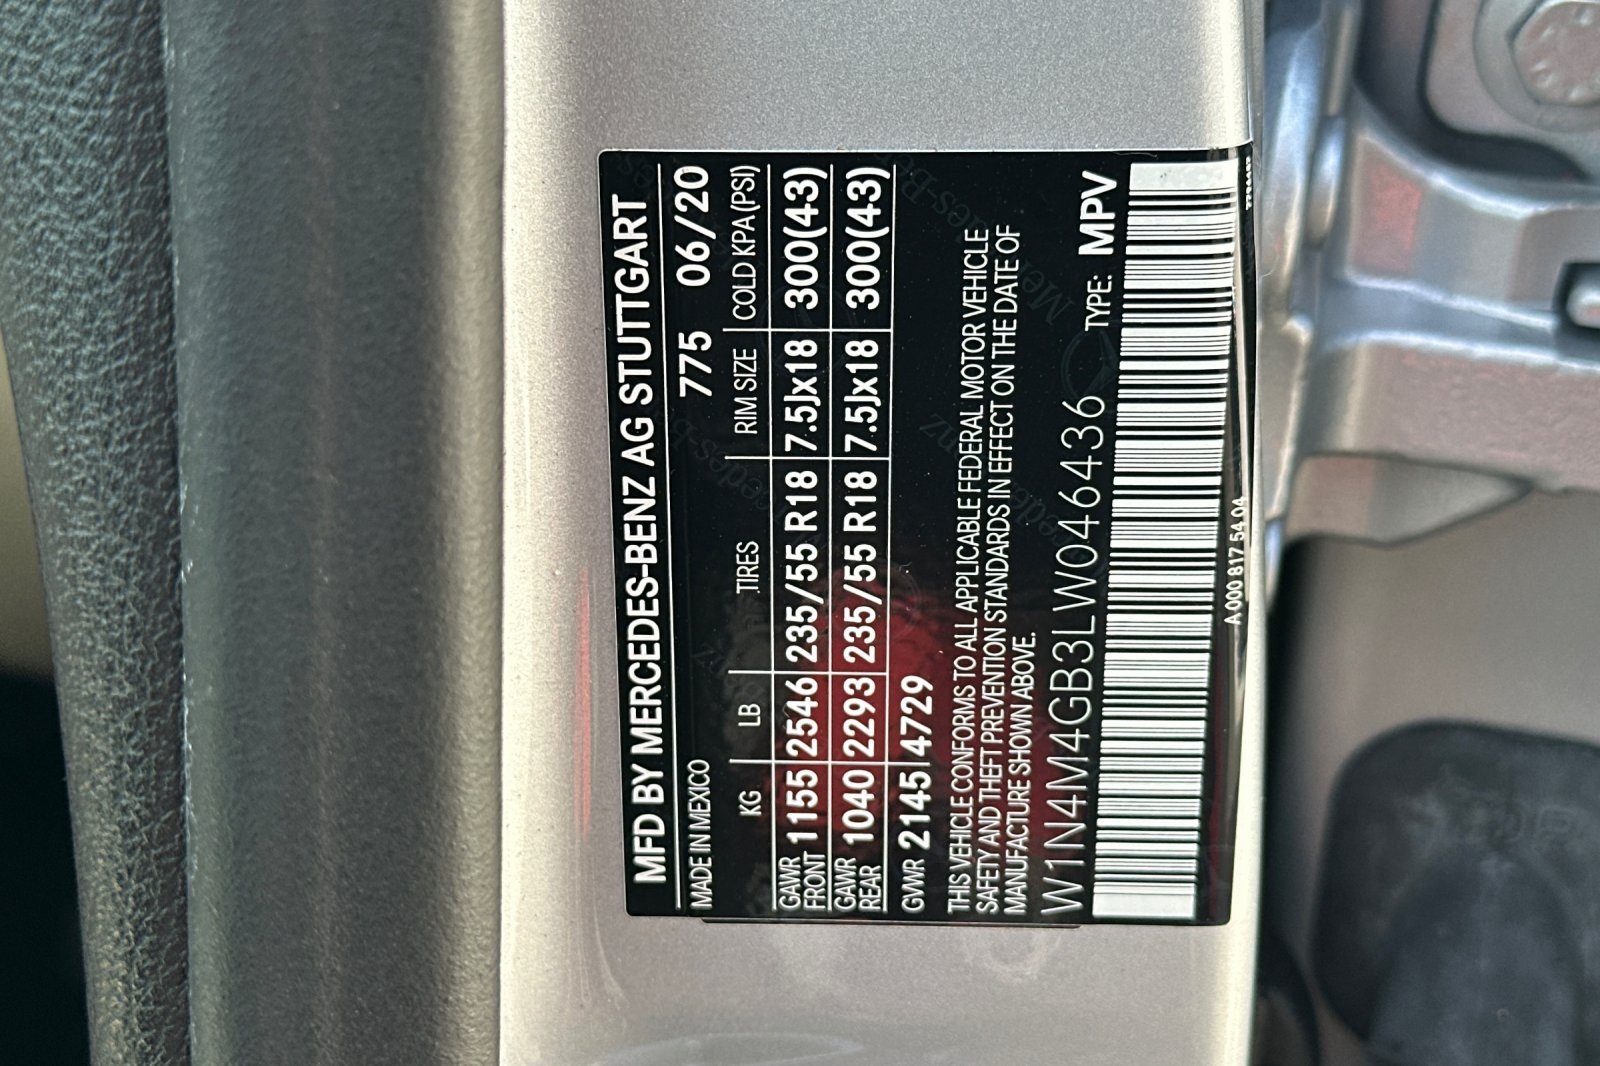 MFD BY MERCEDES-BENZ AG STUTTGART
MADE IN MEXICO 775 06/20
KG LB TIRES RIM SIZE COLD KPA (PSI)
GAWR FRONT 1155 2546 235/55 R18 7.5Jx18 300(43)
GAWR REAR 1040 2293 235/55 R18 7.5Jx18 300(43)
GVWR 2145 4729
THIS VEHICLE CONFORMS TO ALL APPLICABLE FEDERAL MOTOR VEHICLE
SAFETY AND THEFT PREVENTION STANDARDS IN EFFECT ON THE DATE OF
MANUFACTURE SHOWN ABOVE.
W1N4M4GB3LW046436 TYPE: MPV
A 000 817 54 04